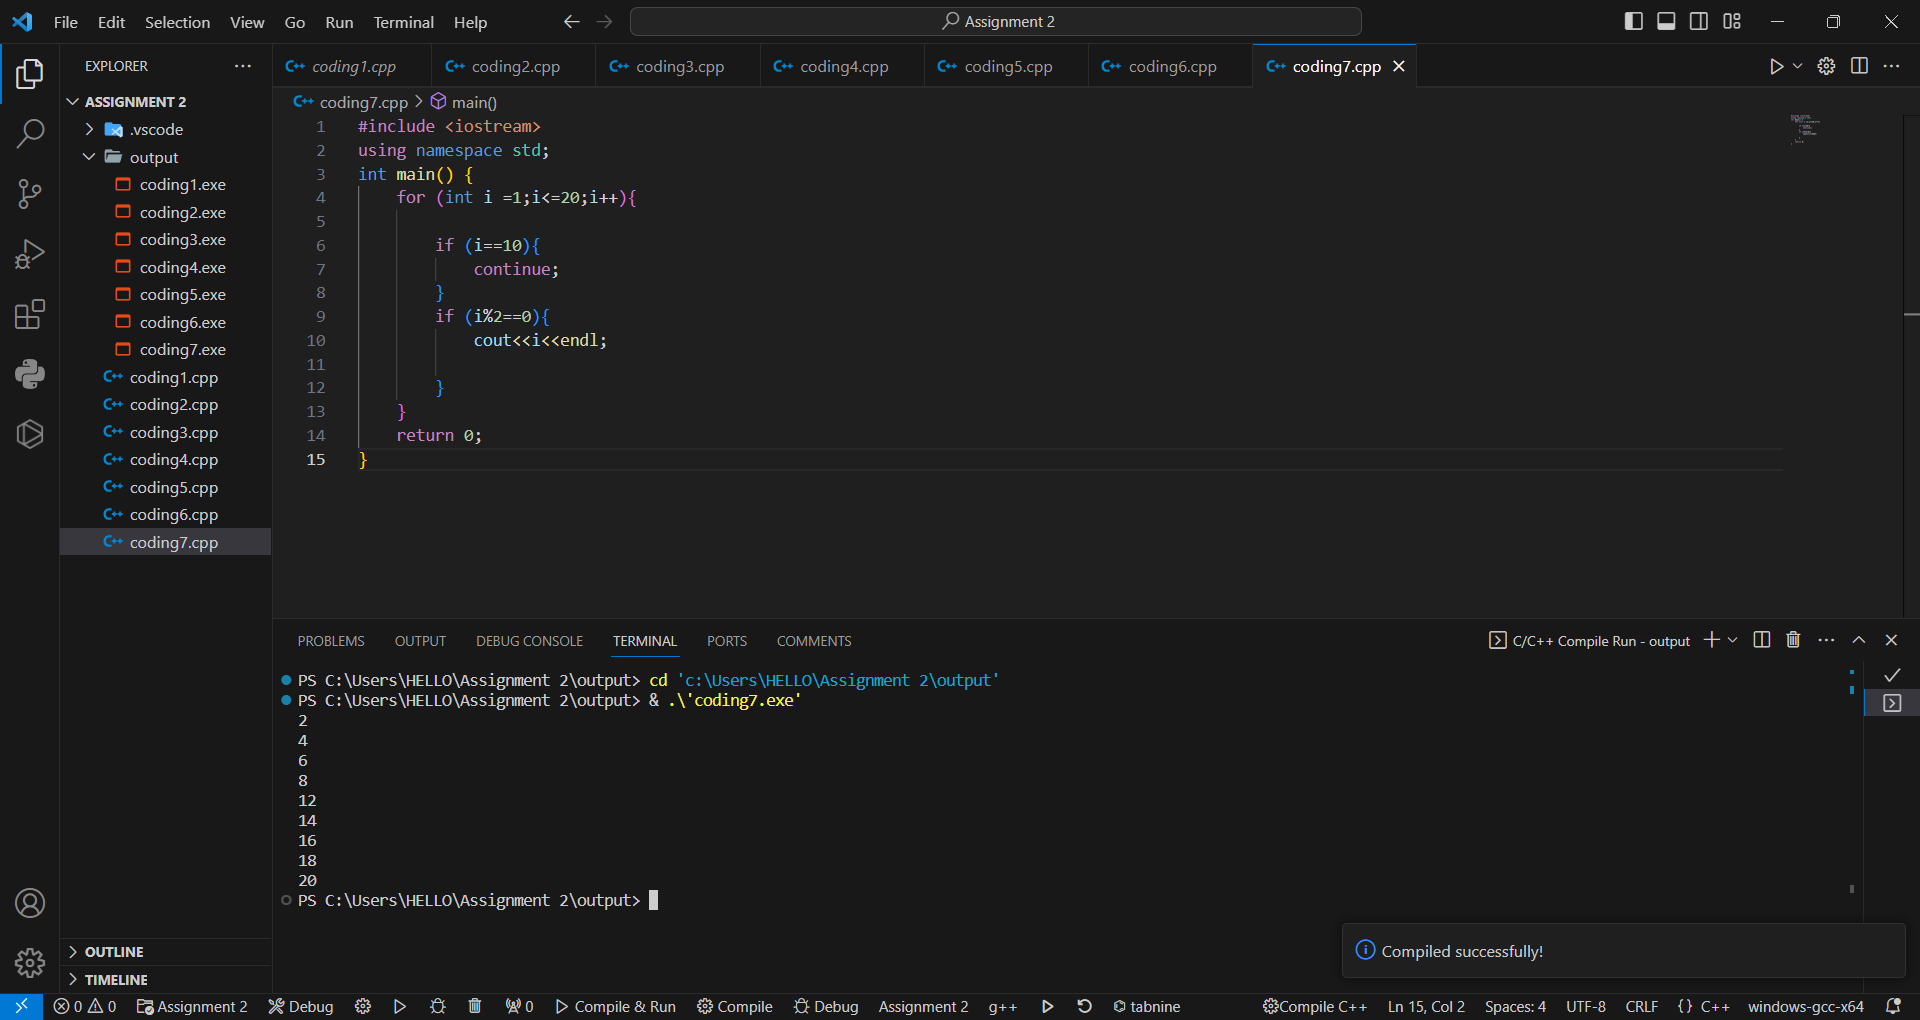 File Edit Selection View Go Run Terminal Help
Assignment 2
EXPLORER
ASSIGNMENT 2
.vscode
output
coding1.exe
coding2.exe
coding3.exe
coding4.exe
coding5.exe
coding6.exe
coding7.exe
coding1.cpp
coding2.cpp
coding3.cpp
coding4.cpp
coding5.cpp
coding6.cpp
coding7.cpp
OUTLINE
TIMELINE
C++ coding1.cpp C++ coding2.cpp C++ coding3.cpp C++ coding4.cpp C++ coding5.cpp C++ coding6.cpp C++ coding7.cpp
C++ coding7.cpp > main()
1 #include <iostream>
2 using namespace std;
3 int main() {
4 for (int i =1;i<=20;i++){
5
6 if (i==10){
7 continue;
8 }
9 if (i%2==0){
10 cout<<i<<endl;
11
12 }
13 }
14 return 0;
15 }
PROBLEMS OUTPUT DEBUG CONSOLE TERMINAL PORTS COMMENTS
C/C++ Compile Run - output
PS C:\Users\HELLO\Assignment 2\output> cd 'c:\Users\HELLO\Assignment 2\output'
PS C:\Users\HELLO\Assignment 2\output> & .\'coding7.exe'
2
4
6
8
12
14
16
18
20
PS C:\Users\HELLO\Assignment 2\output>
Compiled successfully!
0 0 Assignment 2 Debug 0 Compile & Run Compile Debug Assignment 2 g++ tabnine Compile C++ Ln 15, Col 2 Spaces: 4 UTF-8 CRLF {} C++ windows-gcc-x64